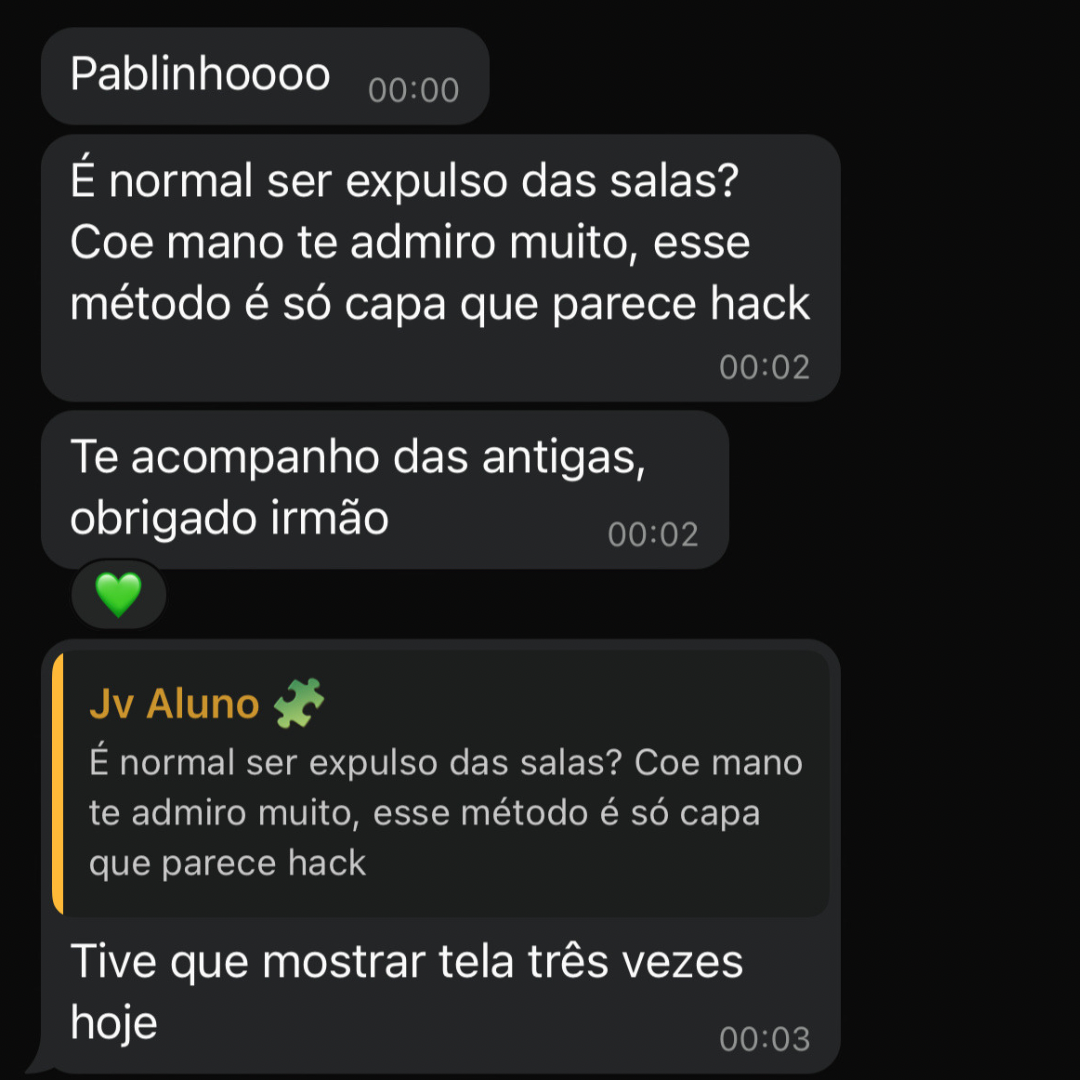 Pablinhoooo 00:00
É normal ser expulso das salas?
Coe mano te admiro muito, esse
método é só capa que parece hack
00:02
Te acompanho das antigas,
obrigado irmão 00:02
💚
Jv Aluno 🧩
É normal ser expulso das salas? Coe mano
te admiro muito, esse método é só capa
que parece hack
Tive que mostrar tela três vezes
hoje 00:03